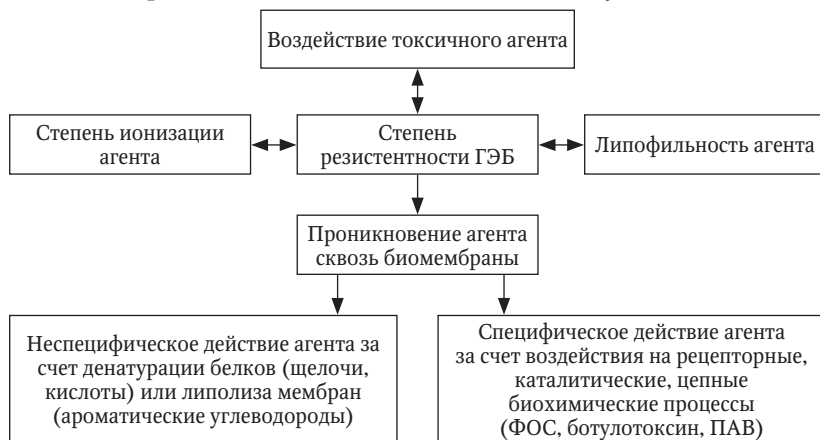 Воздействие токсичного агента
Степень ионизации
агента
Степень
резистентности ГЭБ
Липофильность агента
Проникновение агента
сквозь биомембраны
Неспецифическое действие агента за
счет денатурации белков (щелочи,
кислоты) или липолиза мембран
(ароматические углеводороды)
Специфическое действие агента
за счет воздействия на рецепторные,
каталитические, цепные
биохимические процессы
(ФОС, ботулотоксин, ПАВ)